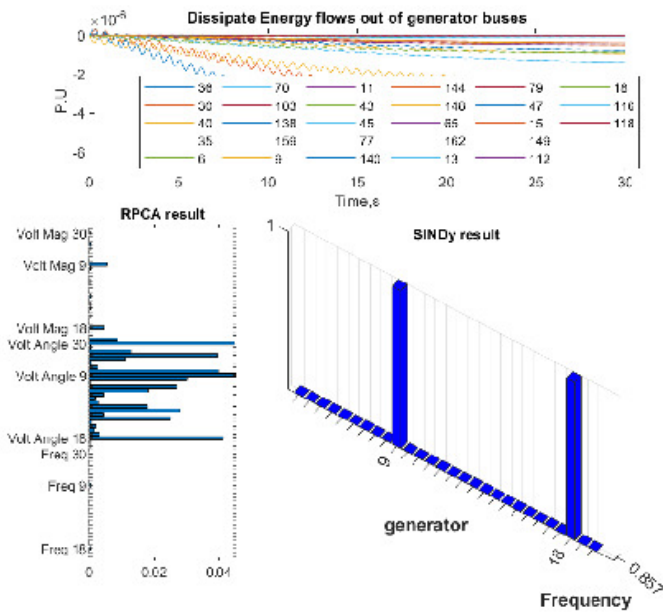 Dissipate Energy flows out of generator buses
0
-2
-4
-6
P.U
70 11 144 79 18
30 103 43 47 116
40 138 45 65 15 118
35 159 77 162 149
6 9 140 13 112
0 5 10 15 20 25 30
Time,s
RPCA result
Volt Mag 30
Volt Mag 9
Volt Mag 18
Volt Angle 30
Volt Angle 9
Volt Angle 18
Freq 30
Freq 9
Freq 18
0 0.02 0.04
SINDy result
1
9
18
generator
0.857
Frequency